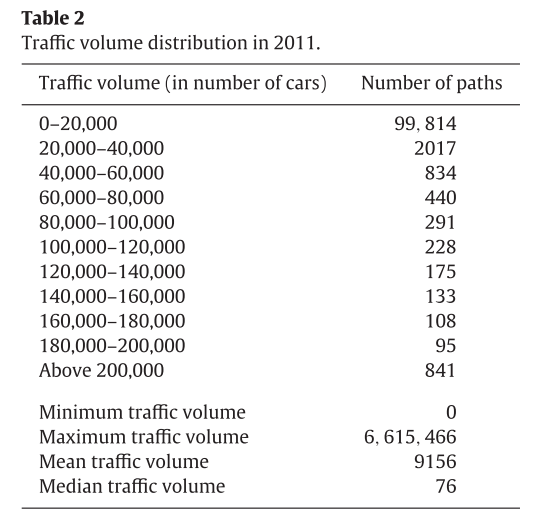 Table 2
Traffic volume distribution in 2011.
Traffic volume (in number of cars) Number of paths
0–20,000 99, 814
20,000–40,000 2017
40,000–60,000 834
60,000–80,000 440
80,000–100,000 291
100,000–120,000 228
120,000–140,000 175
140,000–160,000 133
160,000–180,000 108
180,000–200,000 95
Above 200,000 841
Minimum traffic volume 0
Maximum traffic volume 6, 615, 466
Mean traffic volume 9156
Median traffic volume 76